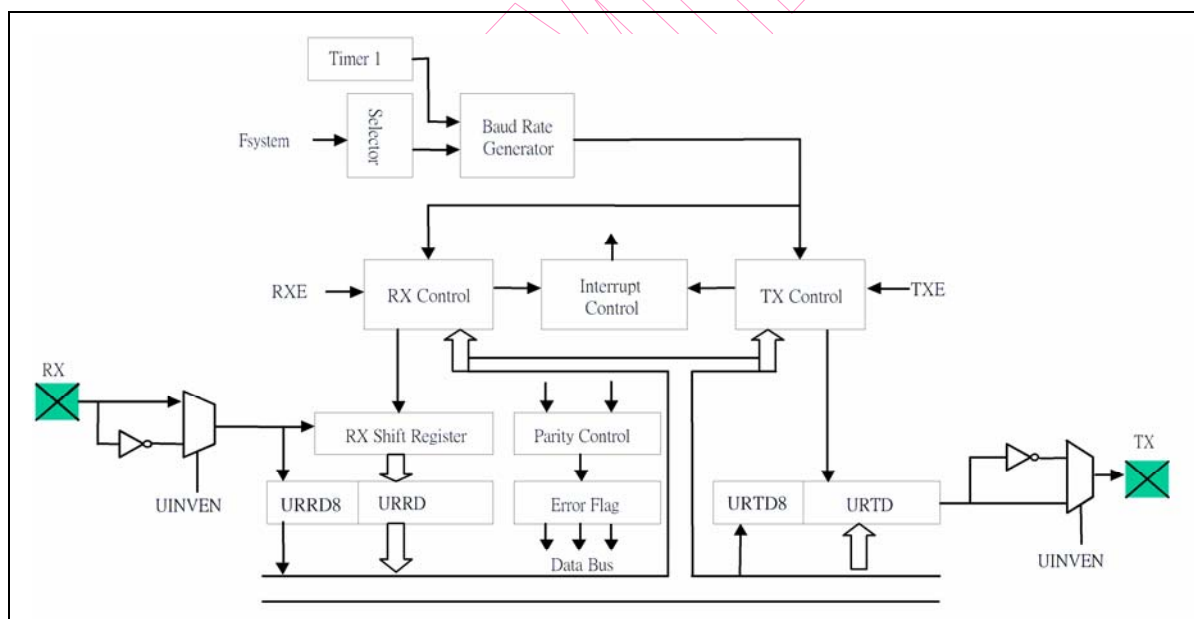 Timer 1
Selector
Baud Rate
Generator
Fsystem
RXE
RX Control
Interrupt
Control
TX Control
TXE
RX
RX Shift Register
Parity Control
TX
UINVEN
URRD8
URRD
Error Flag
URTD8
URTD
UINVEN
Data Bus